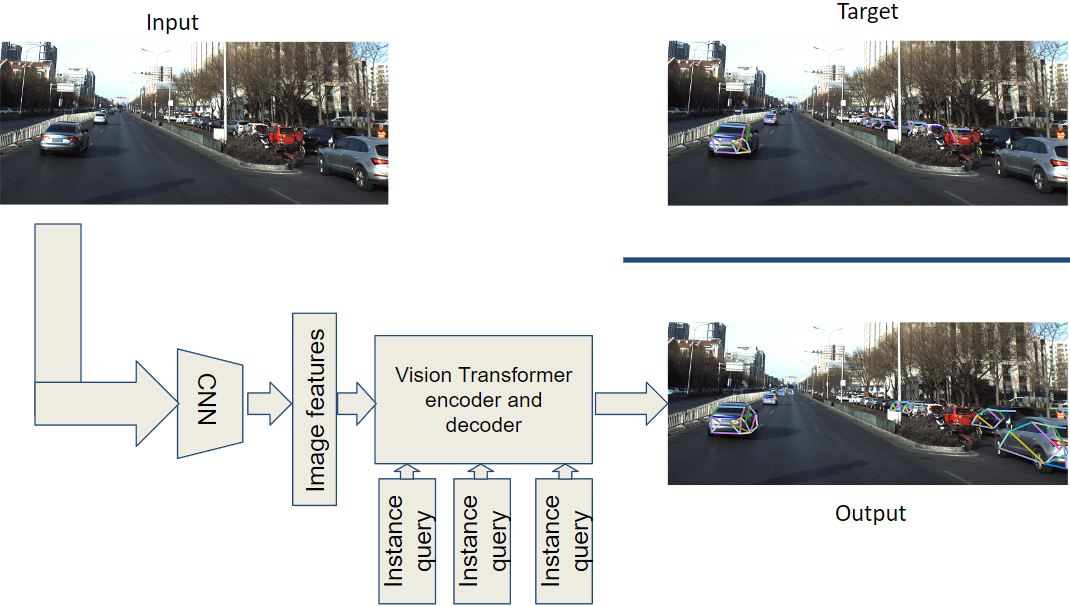 Input
Target
CNN
Image features
Vision Transformer
encoder and
decoder
Instance
query
Instance
query
Instance
query
Output